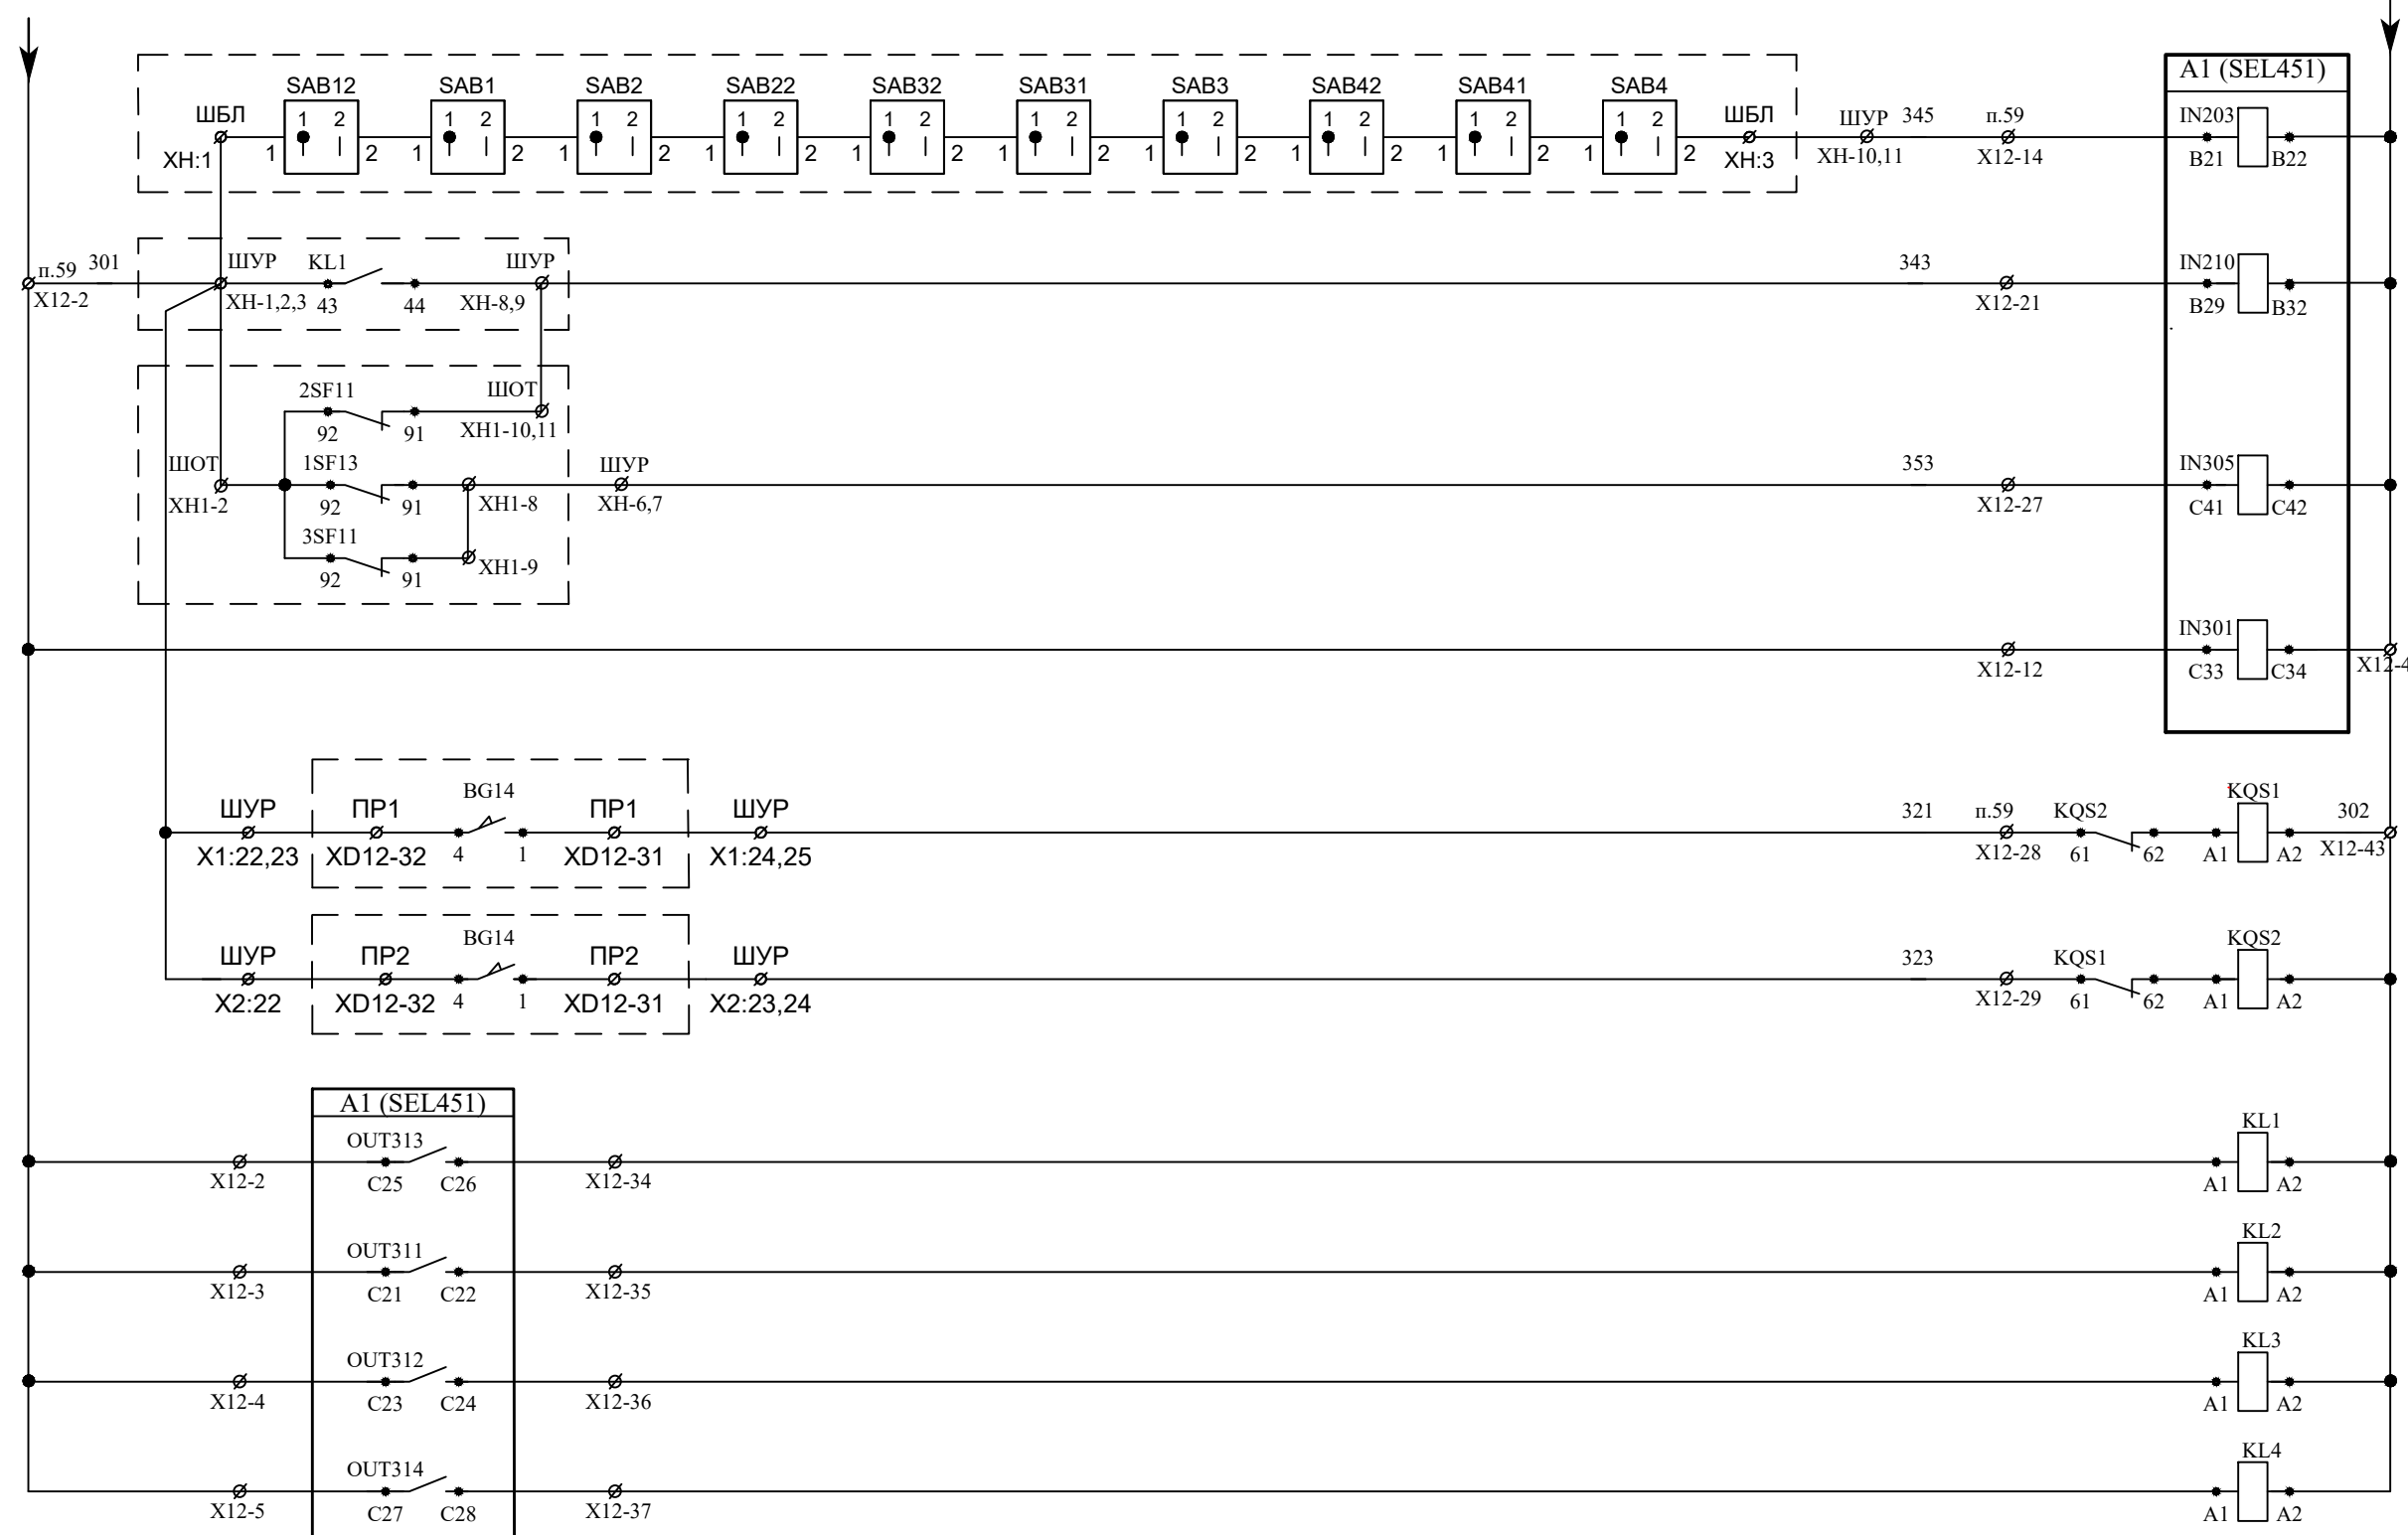 SAB12 SAB1 SAB2 SAB22 SAB32 SAB31 SAB3 SAB42 SAB41 SAB4
A1 (SEL451)
ШБЛ 1 2 1 2 1 2 1 2 1 2 1 2 1 2 1 2 1 2 1 2 ШБЛ ШУР 345 п.59 IN203
XH:1 1 2 1 2 1 2 1 2 1 2 1 2 1 2 1 2 1 2 1 2 XH:3 XH-10,11 X12-14 B21 B22
п.59 301 ШУР KL1 ШУР 343 IN210
X12-2 XH-1,2,3 43 44 XH-8,9 X12-21 B29 B32
2SF11 ШОТ
92 91 XH1-10,11
ШОТ 1SF13 ШУР 353 IN305
XH1-2 92 91 XH1-8 XH-6,7 X12-27 C41 C42
3SF11
92 91 XH1-9
IN301
X12-12 C33 C34 X12-4
ШУР ПР1 BG14 ПР1 ШУР 321 п.59 KQS2 KQS1 302
X1:22,23 XD12-32 4 1 XD12-31 X1:24,25 X12-28 61 62 A1 A2 X12-43
ШУР ПР2 BG14 ПР2 ШУР 323 KQS1 KQS2
X2:22 XD12-32 4 1 XD12-31 X2:23,24 X12-29 61 62 A1 A2
A1 (SEL451)
OUT313 KL1
X12-2 C25 C26 X12-34 A1 A2
OUT311 KL2
X12-3 C21 C22 X12-35 A1 A2
OUT312 KL3
X12-4 C23 C24 X12-36 A1 A2
OUT314 KL4
X12-5 C27 C28 X12-37 A1 A2